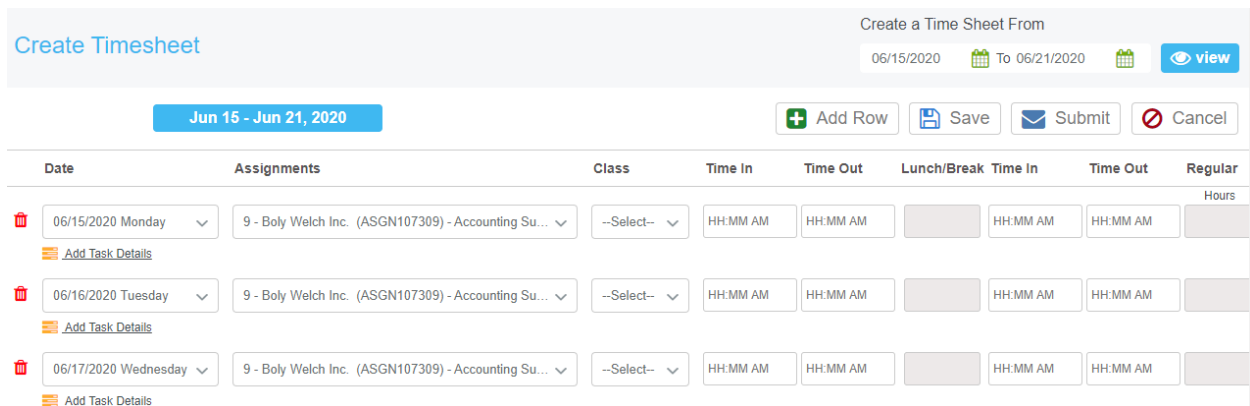 Create a Time Sheet From
Create Timesheet
06/15/2020 To 06/21/2020 view
Jun 15 - Jun 21, 2020 Add Row Save Submit Cancel
Date Assignments Class Time In Time Out Lunch/Break Time In Time Out Regular
Hours
06/15/2020 Monday 9 - Boly Welch Inc. (ASGN107309) - Accounting Su... --Select-- HH:MM AM HH:MM AM HH:MM AM HH:MM AM
Add Task Details
06/16/2020 Tuesday 9 - Boly Welch Inc. (ASGN107309) - Accounting Su... --Select-- HH:MM AM HH:MM AM HH:MM AM HH:MM AM
Add Task Details
06/17/2020 Wednesday 9 - Boly Welch Inc. (ASGN107309) - Accounting Su... --Select-- HH:MM AM HH:MM AM HH:MM AM HH:MM AM
Add Task Details